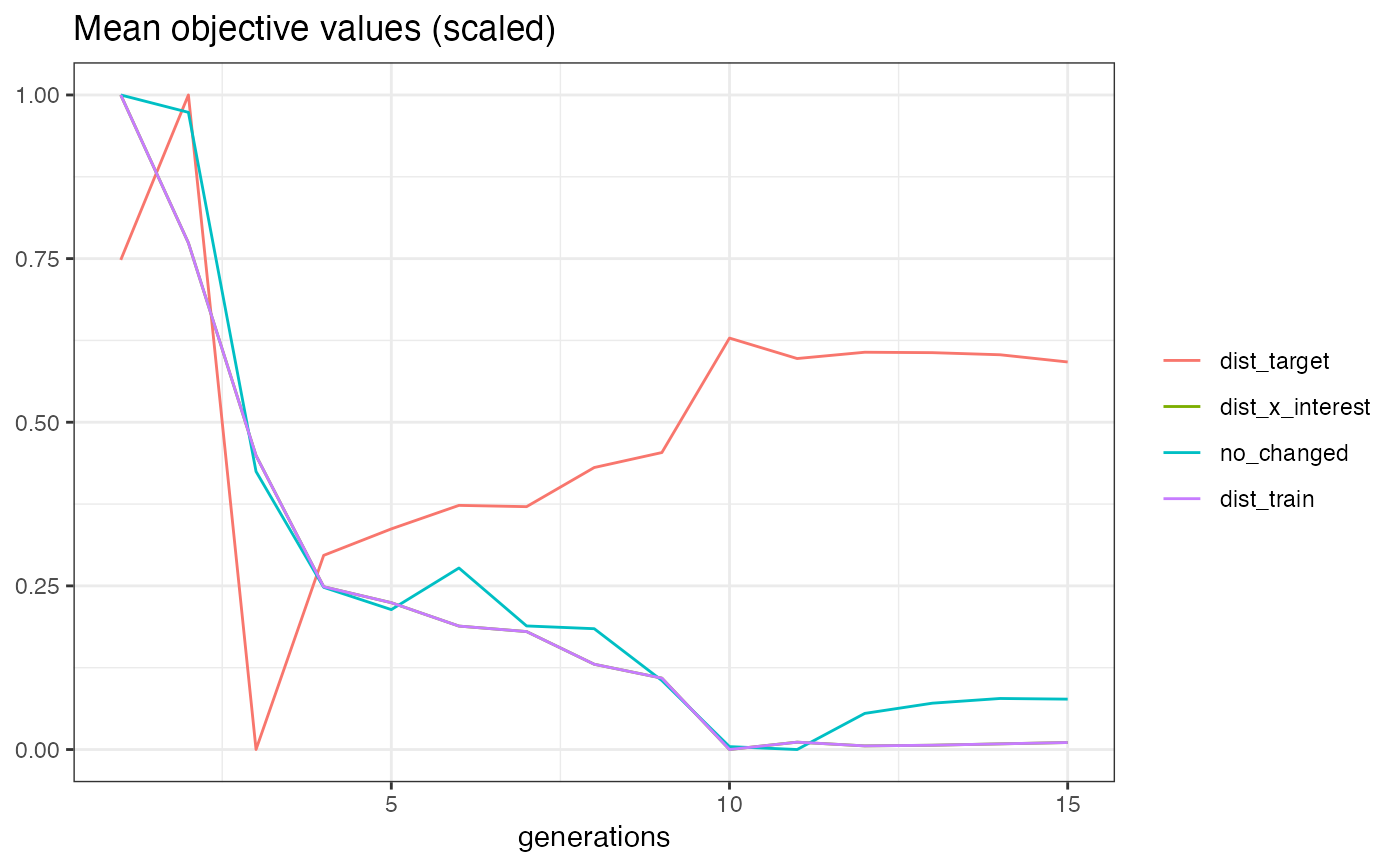 Mean objective values (scaled)
1.00
0.75
0.50
0.25
0.00
5
10
15
generations
dist_target
dist_x_interest
no_changed
dist_train